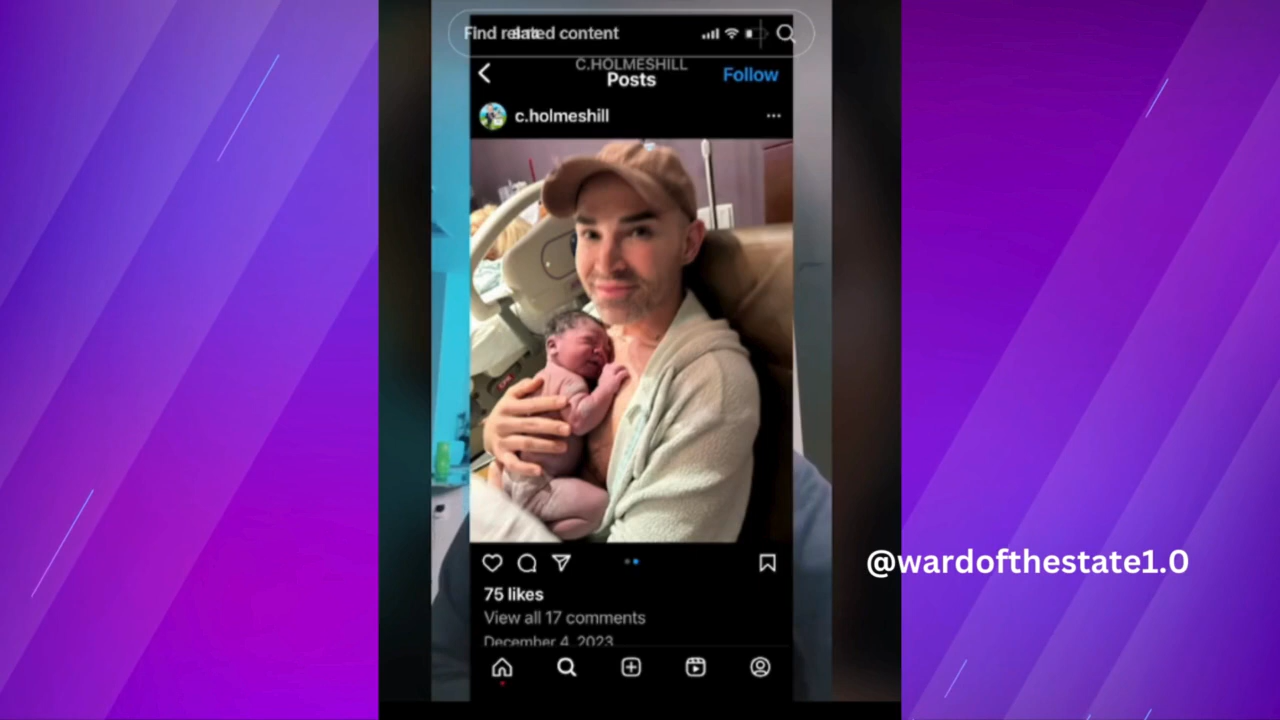 Find related content
C.HOLMESHILL
Posts
Follow
c.holmeshill
75 likes
View all 17 comments
December 4, 2023
@wardofthestate1.0